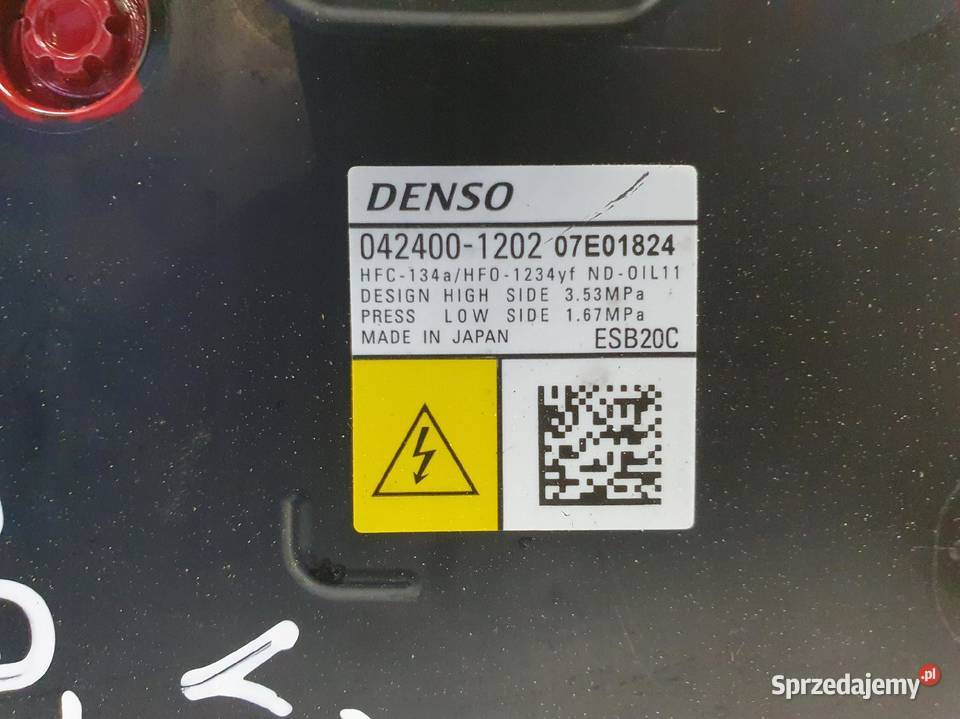 DENSO
042400-1202 07E01824
HFC-134a/HFO-1234yf ND-OIL11
DESIGN HIGH SIDE 3.53MPa
PRESS LOW SIDE 1.67MPa
MADE IN JAPAN ESB20C
Sprzedajemy.pl